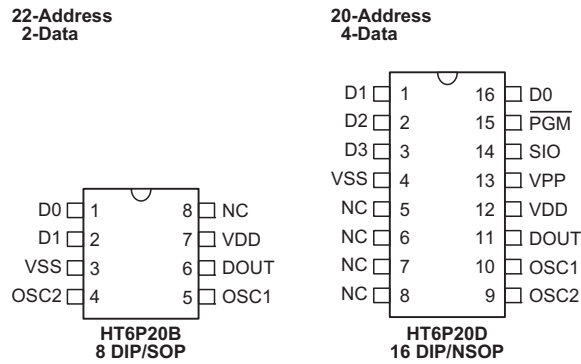 22-Address
2-Data
D0 1 8 NC
D1 2 7 VDD
VSS 3 6 DOUT
OSC2 4 5 OSC1
HT6P20B
8 DIP/SOP
20-Address
4-Data
D1 1 16 D0
D2 2 15 PGM
D3 3 14 SIO
VSS 4 13 VPP
NC 5 12 VDD
NC 6 11 DOUT
NC 7 10 OSC1
NC 8 9 OSC2
HT6P20D
16 DIP/NSOP